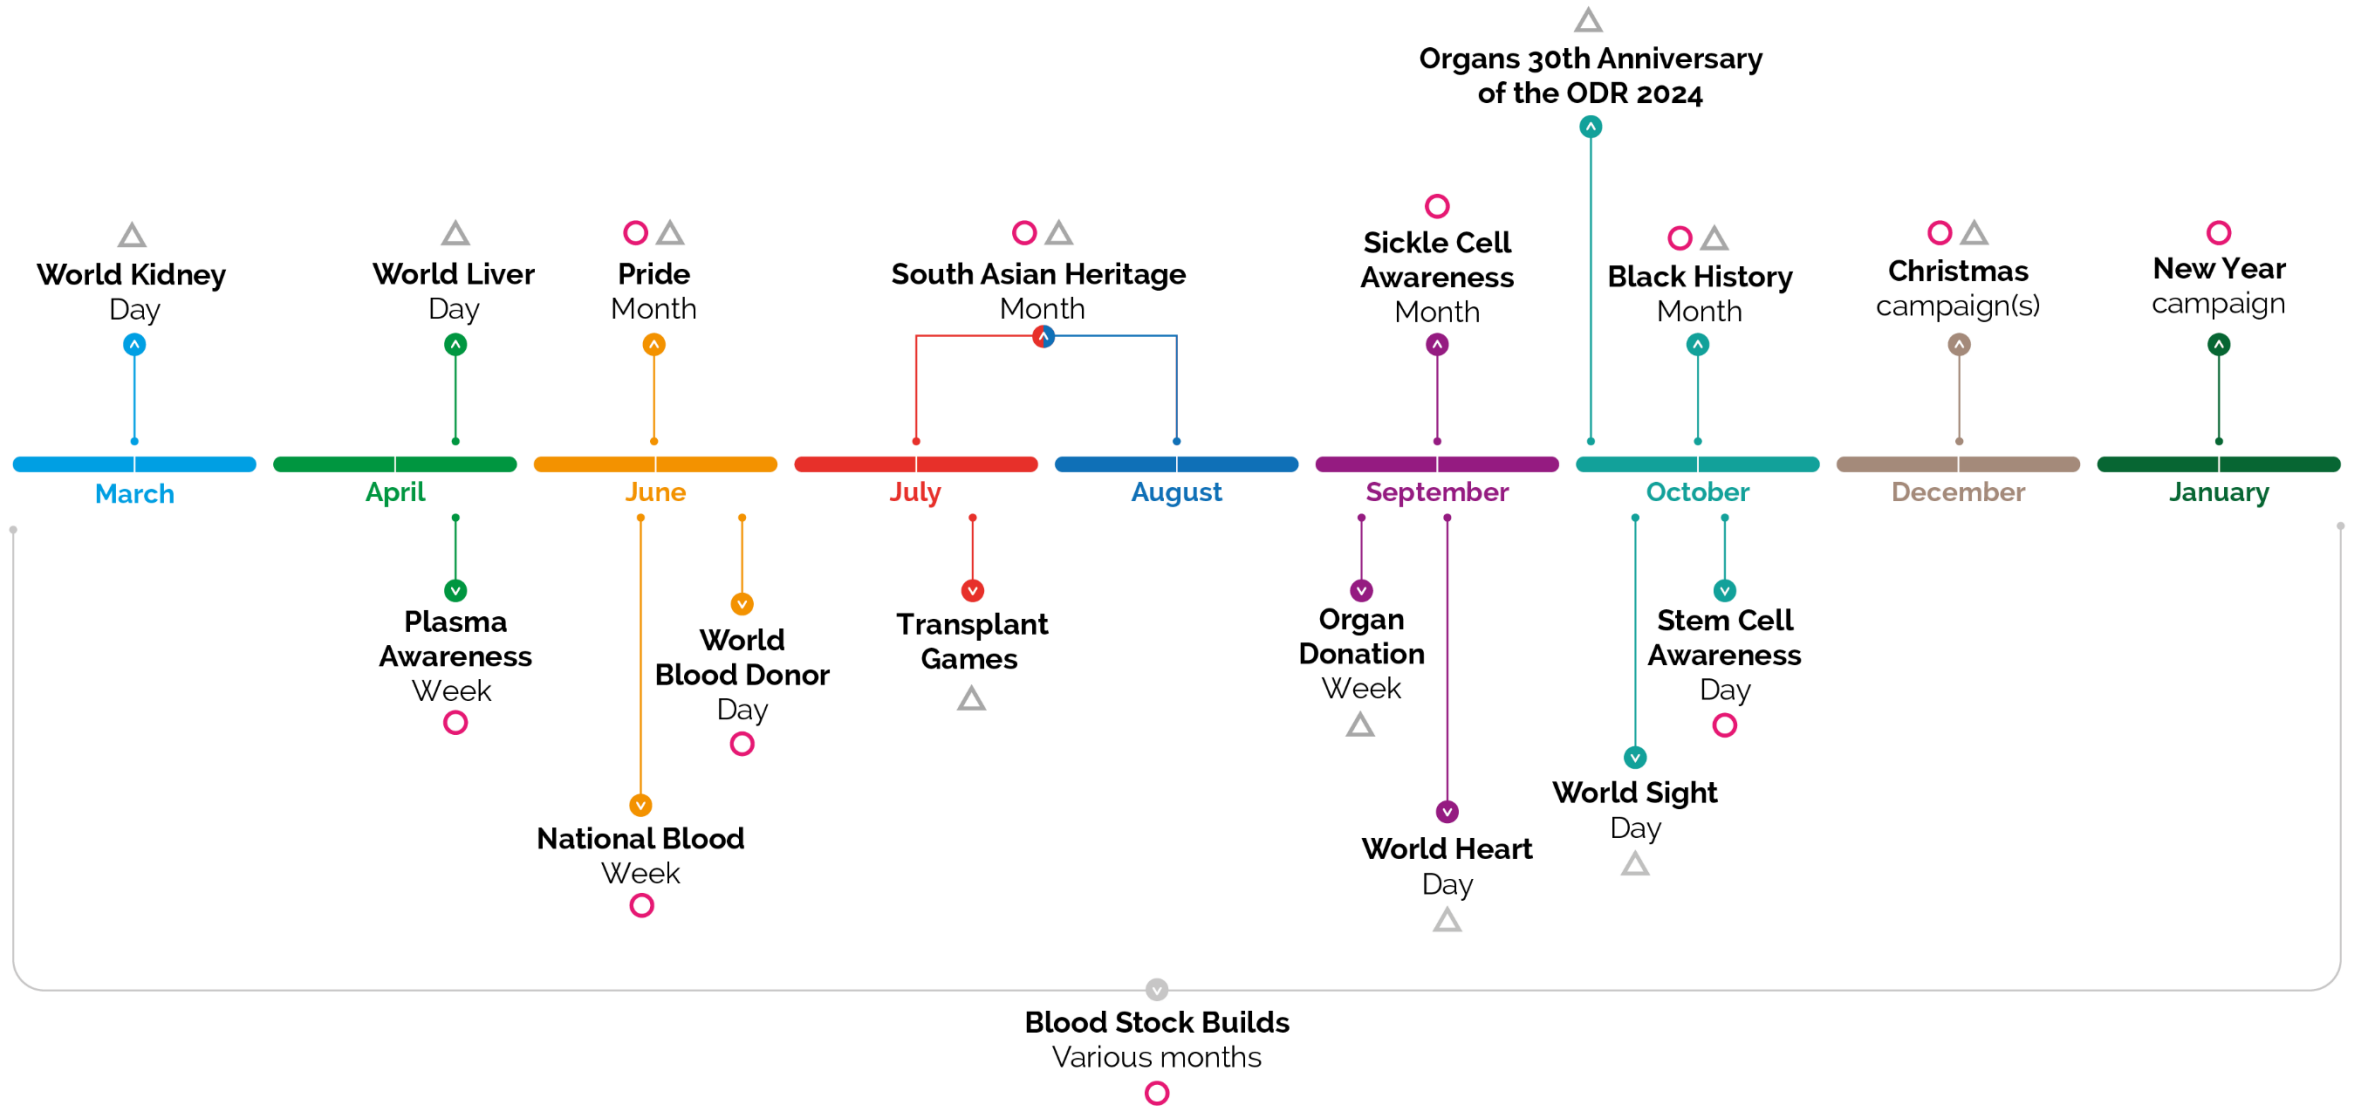 Organs 30th Anniversary
of the ODR 2024
World Kidney
Day
World Liver
Day
Pride
Month
South Asian Heritage
Month
Sickle Cell
Awareness
Month
Black History
Month
Christmas
campaign(s)
New Year
campaign
March
April
June
July
August
September
October
December
January
Plasma
Awareness
Week
National Blood
Week
World
Blood Donor
Day
Transplant
Games
Organ
Donation
Week
World Heart
Day
World Sight
Day
Stem Cell
Awareness
Day
Blood Stock Builds
Various months